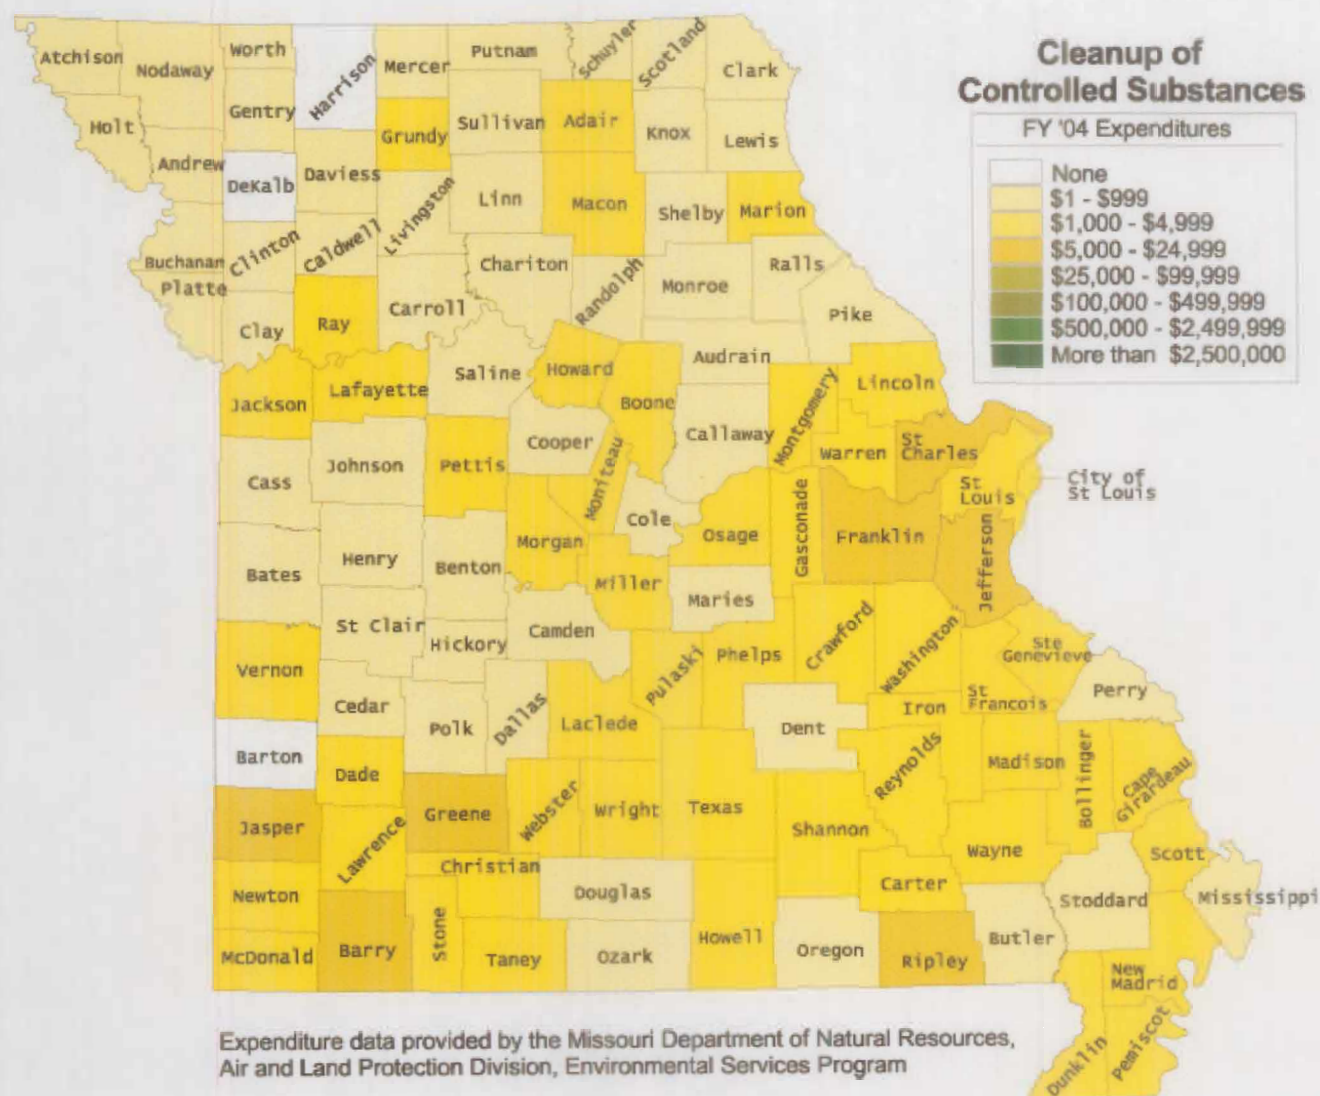 Cleanup of
Controlled Substances
FY '04 Expenditures
None
$1 - $999
$1,000 - $4,999
$5,000 - $24,999
$25,000 - $99,999
$100,000 - $499,999
$500,000 - $2,499,999
More than $2,500,000
Atchison
Nodaway
Worth
Harrison
Mercer
Putnam
Schuyler
Scotland
Clark
Holt
Gentry
Grundy
Sullivan
Adair
Knox
Lewis
Andrew
DeKalb
Daviess
Livingston
Linn
Macon
Shelby
Marion
Buchanan
Clinton
Caldwell
Chariton
Randolph
Monroe
Ralls
Platte
Clay
Ray
Carroll
Pike
Audrain
Jackson
Lafayette
Saline
Howard
Boone
Callaway
Montgomery
Lincoln
Cass
Johnson
Pettis
Cooper
Moniteau
Warren
St
Charles
St
Louis
City of
St Louis
Cole
Osage
Gasconade
Franklin
Jefferson
Bates
Henry
Benton
Morgan
Miller
Maries
St Clair
Hickory
Camden
Pulaski
Phelps
Crawford
Washington
Ste
Genevieve
Vernon
Cedar
Polk
Dallas
Laclede
Dent
Iron
St
Francois
Perry
Barton
Dade
Reynolds
Madison
Bollinger
Cape
Girardeau
Jasper
Lawrence
Greene
Webster
Wright
Texas
Shannon
Wayne
Scott
Newton
Christian
Douglas
Carter
Stoddard
Mississippi
McDonald
Barry
Stone
Taney
Ozark
Howell
Oregon
Ripley
Butler
New
Madrid
Dunklin
Pemiscot
Expenditure data provided by the Missouri Department of Natural Resources,
Air and Land Protection Division, Environmental Services Program